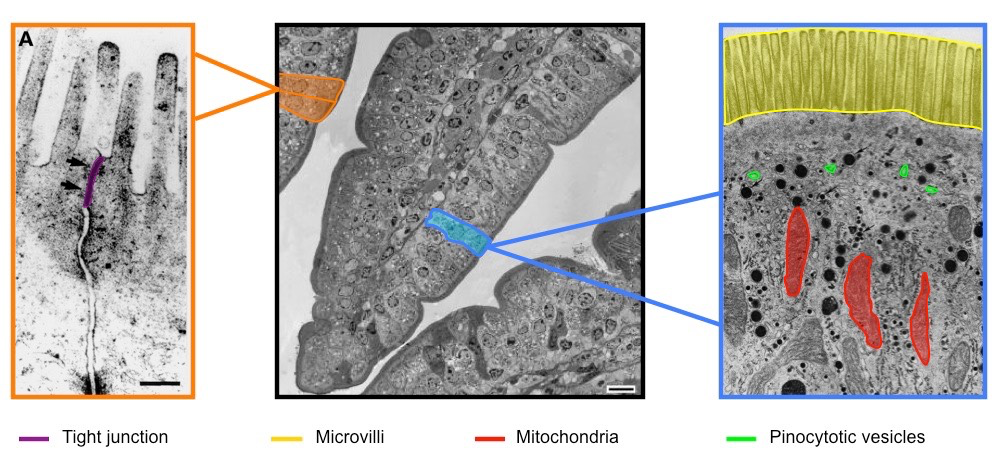 A
Tight junction
Microvilli
Mitochondria
Pinocytotic vesicles